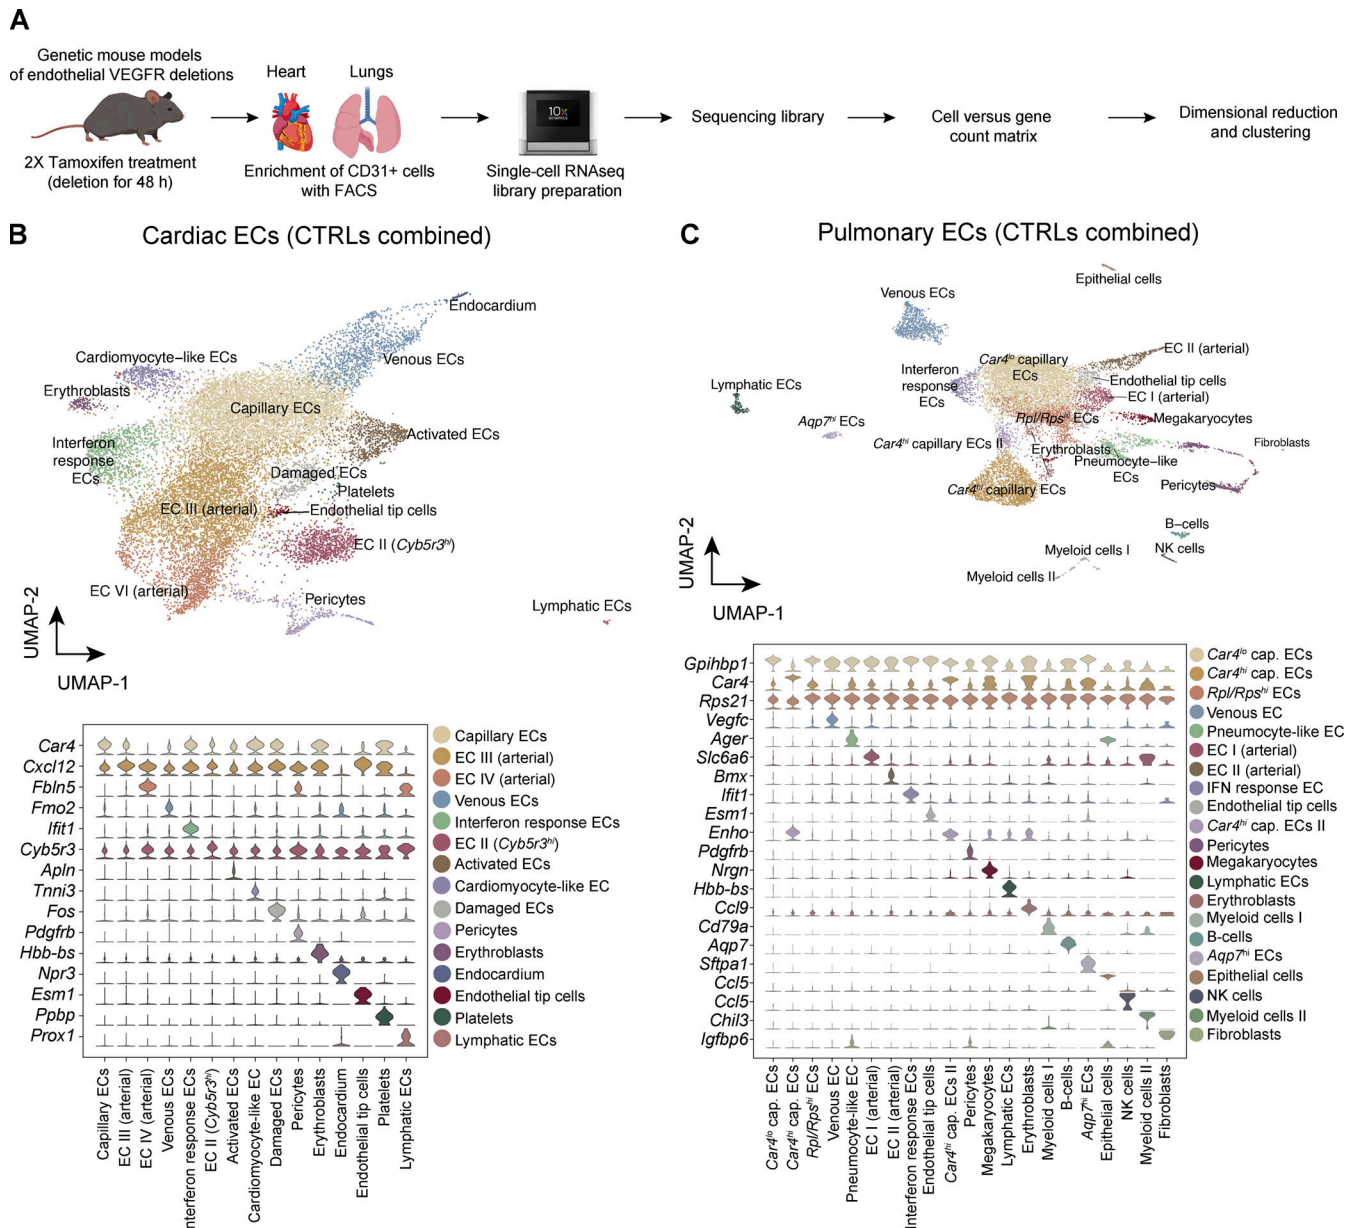 A
Genetic mouse models
of endothelial VEGFR deletions
2X Tamoxifen treatment
(deletion for 48 h)
Heart
Lungs
Enrichment of CD31+ cells
with FACS
10x
GENOMICS
Single-cell RNAseq
library preparation
Sequencing library
Cell versus gene
count matrix
Dimensional reduction
and clustering
B
Cardiac ECs (CTRLs combined)
Endocardium
Venous ECs
Cardiomyocyte–like ECs
Erythroblasts
Capillary ECs
Activated ECs
Interferon
response
ECs
Damaged ECs
Platelets
EC III (arterial)
Endothelial tip cells
EC II (Cyb5r3hi)
EC VI (arterial)
Pericytes
Lymphatic ECs
UMAP-2
UMAP-1
Car4
Cxcl12
Fbln5
Fmo2
Ifit1
Cyb5r3
Apln
Tnni3
Fos
Pdgfrb
Hbb-bs
Npr3
Esm1
Ppbp
Prox1
Capillary ECs
EC III (arterial)
EC IV (arterial)
Venous ECs
Interferon response ECs
EC II (Cyb5r3hi)
Activated ECs
Cardiomyocyte-like EC
Damaged ECs
Pericytes
Erythroblasts
Endocardium
Endothelial tip cells
Platelets
Lymphatic ECs
Capillary ECs
EC III (arterial)
EC IV (arterial)
Venous ECs
Interferon response ECs
EC II (Cyb5r3hi)
Activated ECs
Cardiomyocyte-like EC
Damaged ECs
Pericytes
Erythroblasts
Endocardium
Endothelial tip cells
Platelets
Lymphatic ECs
C
Pulmonary ECs (CTRLs combined)
Epithelial cells
Venous ECs
EC II (arterial)
Car4lo capillary
ECs
Interferon
response
ECs
Endothelial tip cells
EC I (arterial)
Lymphatic ECs
Aqp7hi ECs
Rpl/Rpshi ECs
Megakaryocytes
Car4hi capillary ECs II
Erythroblasts
Fibroblasts
Pneumocyte–like
ECs
Car4hi capillary ECs
Pericytes
B–cells
NK cells
Myeloid cells I
Myeloid cells II
UMAP-2
UMAP-1
Gpihbp1
Car4
Rps21
Vegfc
Ager
Slc6a6
Bmx
Ifit1
Esm1
Enho
Pdgfrb
Nrgn
Hbb-bs
Ccl9
Cd79a
Aqp7
Sftpa1
Ccl5
Ccl5
Chil3
Igfbp6
Car4lo cap. ECs
Car4hi cap. ECs
Rpl/Rpshi ECs
Venous EC
Pneumocyte-like EC
EC I (arterial)
EC II (arterial)
IFN response EC
Endothelial tip cells
Car4hi cap. ECs II
Pericytes
Megakaryocytes
Lymphatic ECs
Erythroblasts
Myeloid cells I
B-cells
Aqp7hi ECs
Epithelial cells
NK cells
Myeloid cells II
Fibroblasts
Car4lo cap. ECs
Car4hi cap. ECs
Rpl/Rpshi ECs
Venous EC
Pneumocyte-like EC
EC I (arterial)
EC II (arterial)
Interferon response ECs
Endothelial tip cells
Car4hi cap. ECs II
Pericytes
Megakaryocytes
Lymphatic ECs
Erythroblasts
Myeloid cells I
B-cells
Aqp7hi ECs
Epithelial cells
NK cells
Myeloid cells II
Fibroblasts